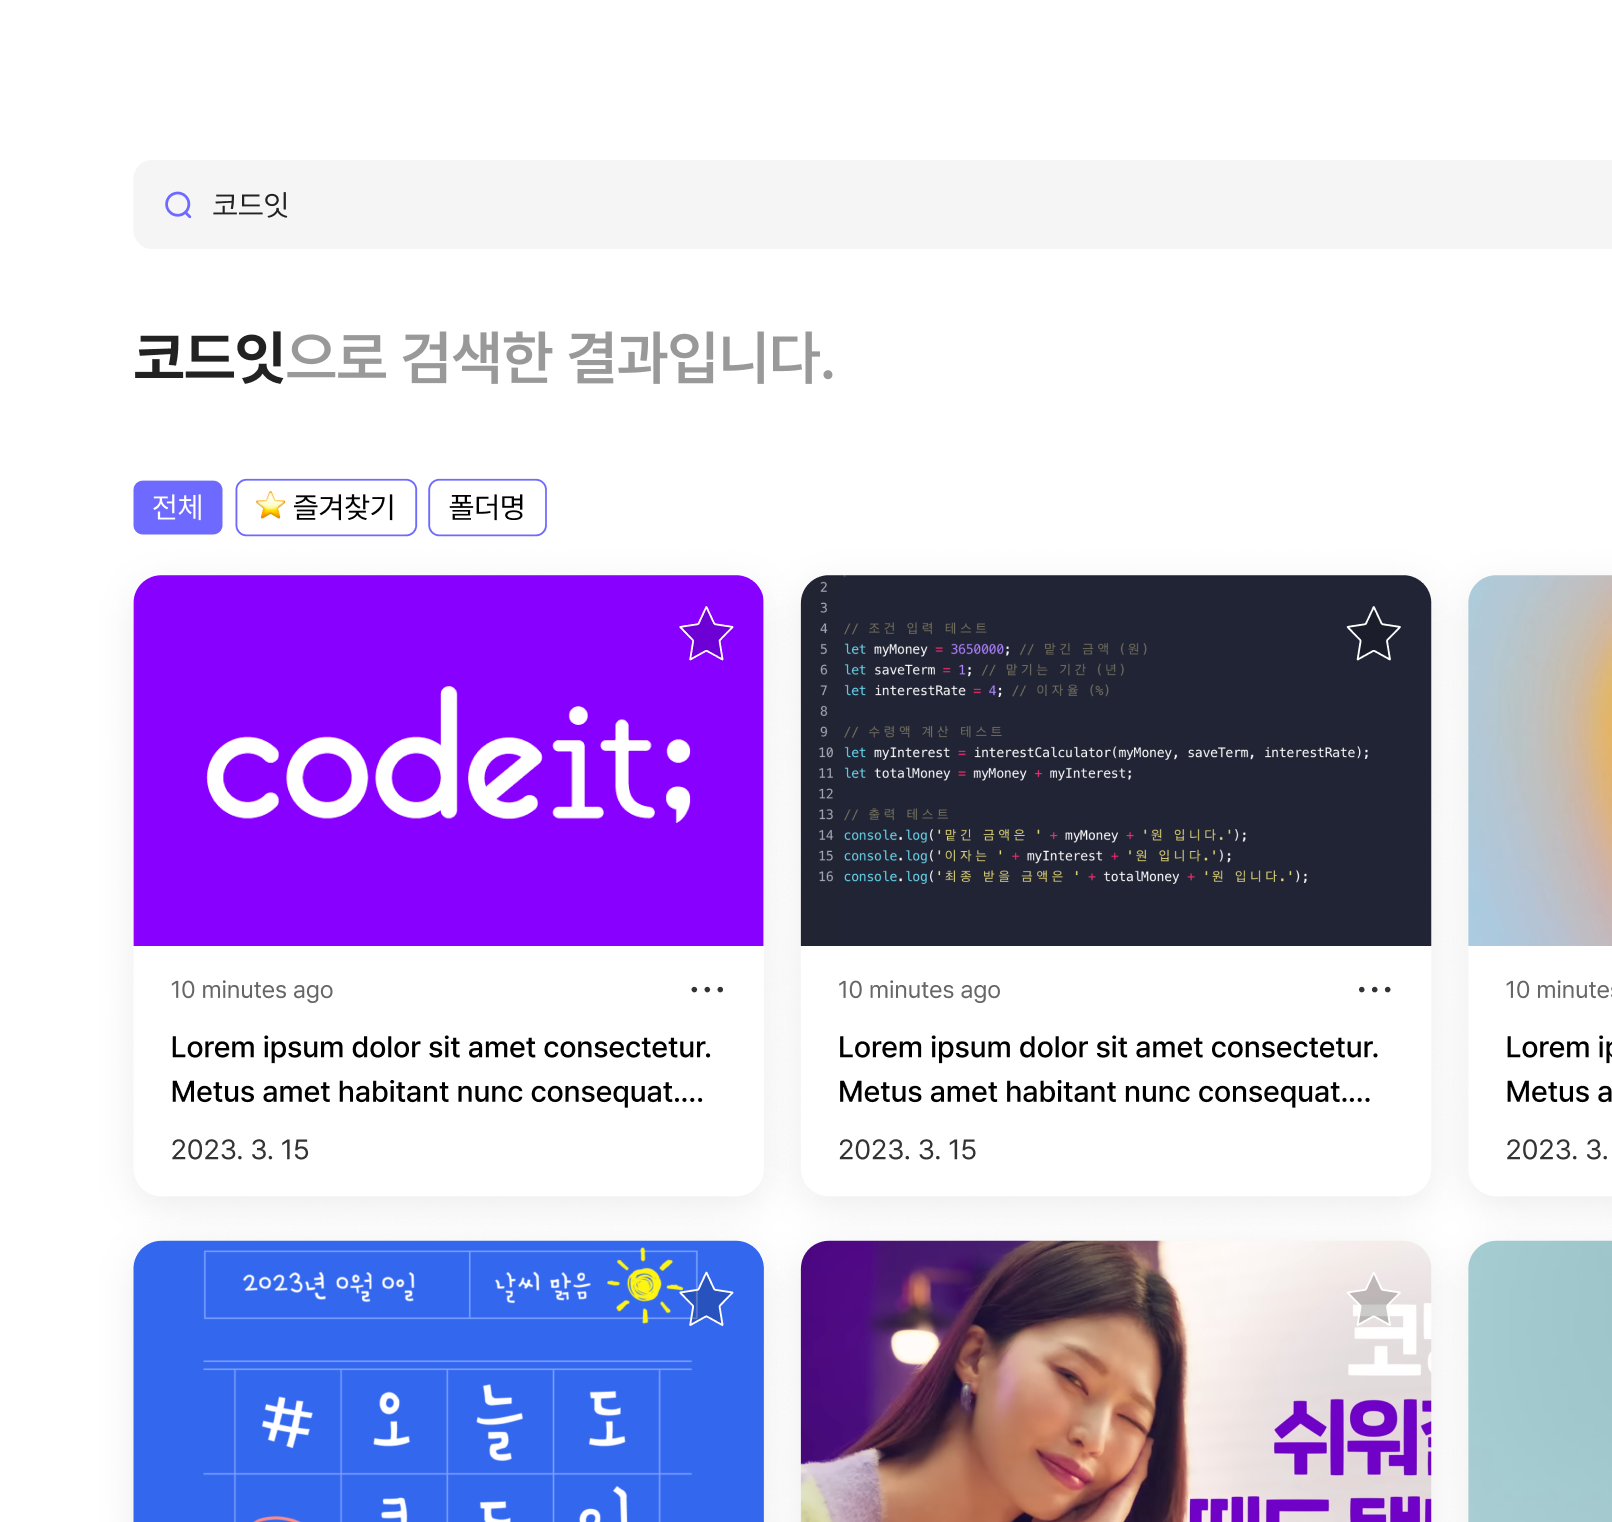 코드잇
코드잇으로 검색한 결과입니다.
전체
⭐ 즐겨찾기
폴더명
codeit;
10 minutes ago
Lorem ipsum dolor sit amet consectetur.
Metus amet habitant nunc consequat....
2023. 3. 15
2
3
4 // 조건 입력 테스트
5 let myMoney = 3650000; // 맡긴 금액 (원)
6 let saveTerm = 1; // 맡기는 기간 (년)
7 let interestRate = 4; // 이자율 (%)
8
9 // 수령액 계산 테스트
10 let myInterest = interestCalculator(myMoney, saveTerm, interestRate);
11 let totalMoney = myMoney + myInterest;
12
13 // 출력 테스트
14 console.log('맡긴 금액은 ' + myMoney + '원 입니다.');
15 console.log('이자는 ' + myInterest + '원 입니다.');
16 console.log('최종 받을 금액은 ' + totalMoney + '원 입니다.');
10 minutes ago
Lorem ipsum dolor sit amet consectetur.
Metus amet habitant nunc consequat....
2023. 3. 15
10 minutes
Lorem
Metus
2023. 3.
2023년 0월 0일
날씨 맑음
# 오 늘 도
쉬워